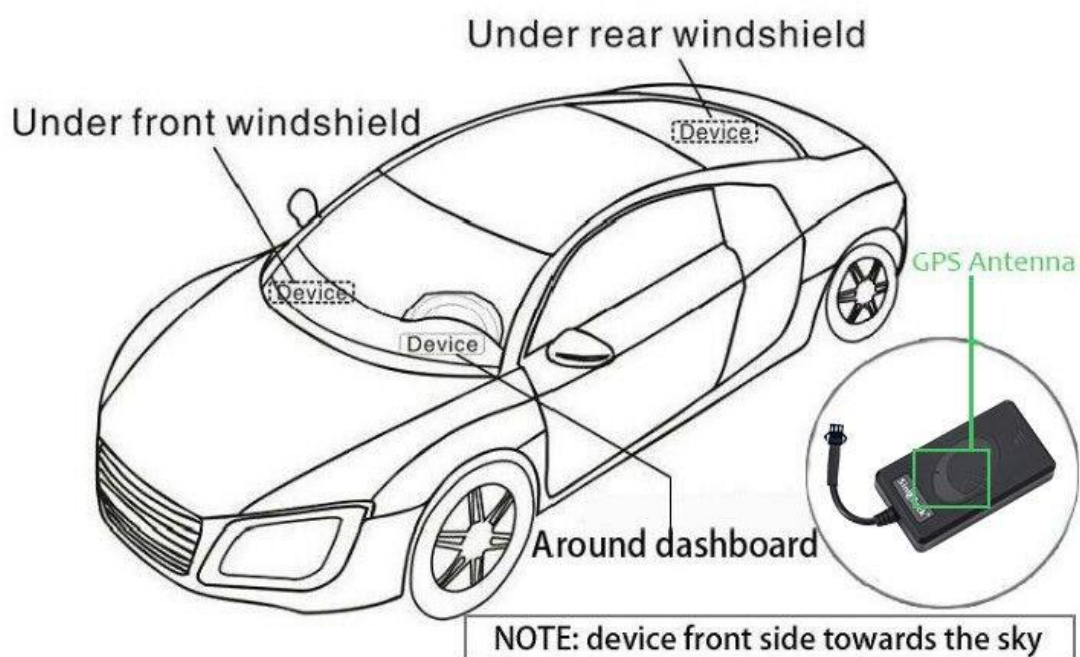 Under rear windshield
Under front windshield
Device
Device
Device
GPS Antenna
Around dashboard
NOTE: device front side towards the sky